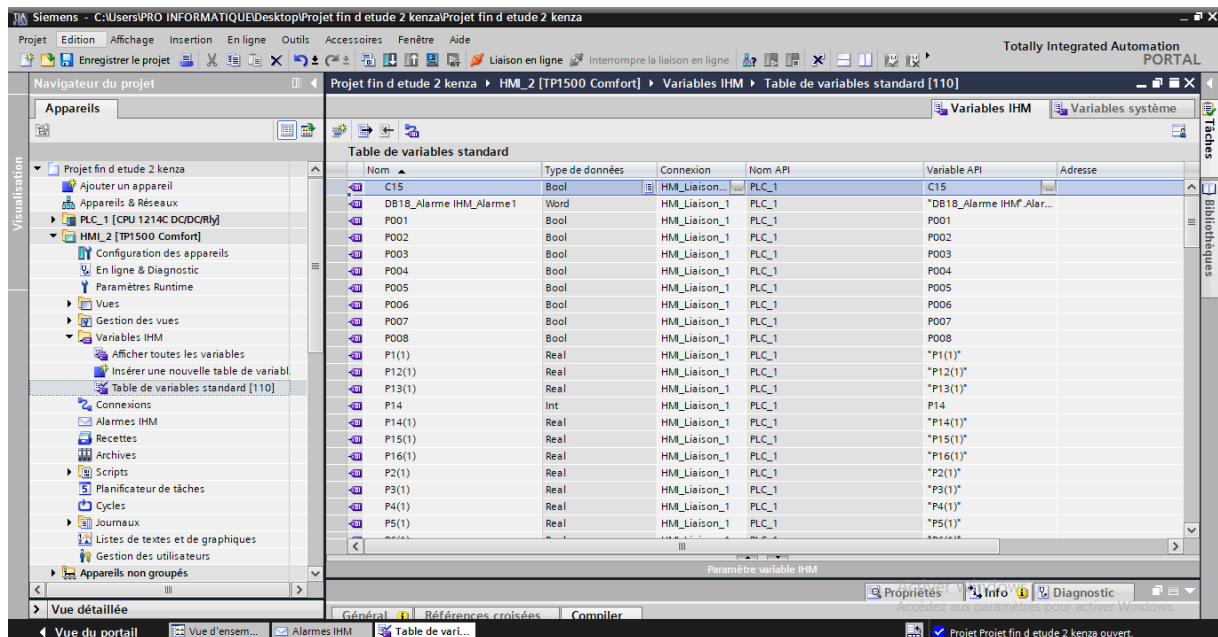 Siemens - C:\Users\PRO INFORMATIQUE\Desktop\Projet fin d etude 2 kenza\Projet fin d etude 2 kenza
Projet Edition Affichage Insertion En ligne Outils Accessoires Fenêtre Aide
Totally Integrated Automation
PORTAL
Enregistrer le projet Liaison en ligne Interrompre la liaison en ligne
Navigateur du projet
Projet fin d etude 2 kenza HMI_2 [TP1500 Comfort] Variables IHM Table de variables standard [110]
Appareils
Variables IHM Variables système
Visualisation
Projet fin d etude 2 kenza
Ajouter un appareil
Appareils & Réseaux
PLC_1 [CPU 1214C DC/DC/Rly]
HMI_2 [TP1500 Comfort]
Configuration des appareils
En ligne & Diagnostic
Paramètres Runtime
Vues
Gestion des vues
Variables IHM
Afficher toutes les variables
Insérer une nouvelle table de variabl.
Table de variables standard [110]
Connexions
Alarmes IHM
Recettes
Archives
Scripts
Planificateur de tâches
Cycles
Journaux
Listes de textes et de graphiques
Gestion des utilisateurs
Appareils non groupés
Vue détaillée
Table de variables standard
Nom Type de données Connexion Nom API Variable API Adresse
C15 Bool HMI_Liaison... PLC_1 C15
DB18_Alarme IHM_Alarme1 Word HMI_Liaison_1 PLC_1 "DB18_Alarme IHM".Alar...
P001 Bool HMI_Liaison_1 PLC_1 P001
P002 Bool HMI_Liaison_1 PLC_1 P002
P003 Bool HMI_Liaison_1 PLC_1 P003
P004 Bool HMI_Liaison_1 PLC_1 P004
P005 Bool HMI_Liaison_1 PLC_1 P005
P006 Bool HMI_Liaison_1 PLC_1 P006
P007 Bool HMI_Liaison_1 PLC_1 P007
P008 Bool HMI_Liaison_1 PLC_1 P008
P1(1) Real HMI_Liaison_1 PLC_1 "P1(1)"
P12(1) Real HMI_Liaison_1 PLC_1 "P12(1)"
P13(1) Real HMI_Liaison_1 PLC_1 "P13(1)"
P14 Int HMI_Liaison_1 PLC_1 P14
P14(1) Real HMI_Liaison_1 PLC_1 "P14(1)"
P15(1) Real HMI_Liaison_1 PLC_1 "P15(1)"
P16(1) Real HMI_Liaison_1 PLC_1 "P16(1)"
P2(1) Real HMI_Liaison_1 PLC_1 "P2(1)"
P3(1) Real HMI_Liaison_1 PLC_1 "P3(1)"
P4(1) Real HMI_Liaison_1 PLC_1 "P4(1)"
P5(1) Real HMI_Liaison_1 PLC_1 "P5(1)"
Paramètre variable IHM
Propriétés Info Diagnostic
Activer Windows
Accédez aux paramètres pour activer Windows.
Général Références croisées Compiler
Tâches
Bibliothèques
Vue du portail Vue d'ensem... Alarmes IHM Table de vari... Projet Projet fin d etude 2 kenza ouvert.